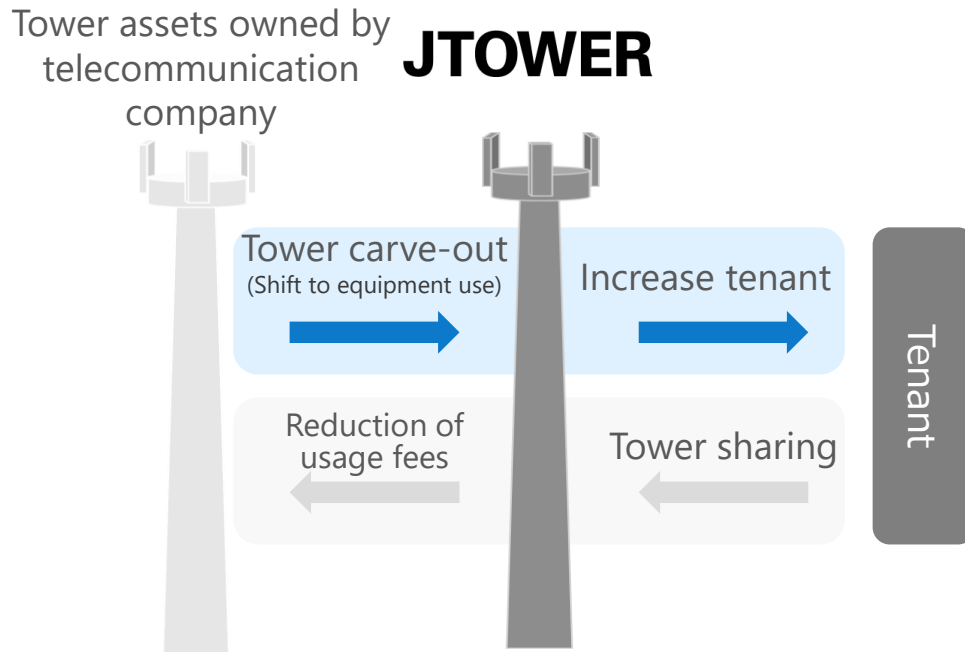 Tower assets owned by
telecommunication
company
JTOWER
Tower carve-out
(Shift to equipment use)
Increase tenant
Reduction of
usage fees
Tower sharing
Tenant